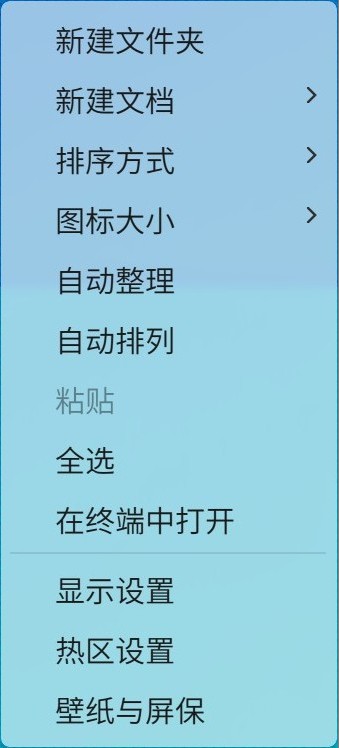 新建文件夹
新建文档
排序方式
图标大小
自动整理
自动排列
粘贴
全选
在终端中打开
显示设置
热区设置
壁纸与屏保